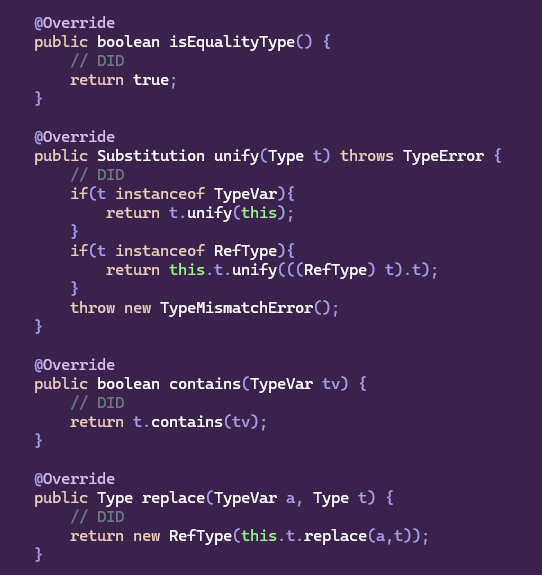 @Override
public boolean isEqualityType() {
    // DID
    return true;
}

@Override
public Substitution unify(Type t) throws TypeError {
    // DID
    if(t instanceof TypeVar){
        return t.unify(this);
    }
    if(t instanceof RefType){
        return this.t.unify(((RefType) t).t);
    }
    throw new TypeMismatchError();
}

@Override
public boolean contains(TypeVar tv) {
    // DID
    return t.contains(tv);
}

@Override
public Type replace(TypeVar a, Type t) {
    // DID
    return new RefType(this.t.replace(a,t));
}